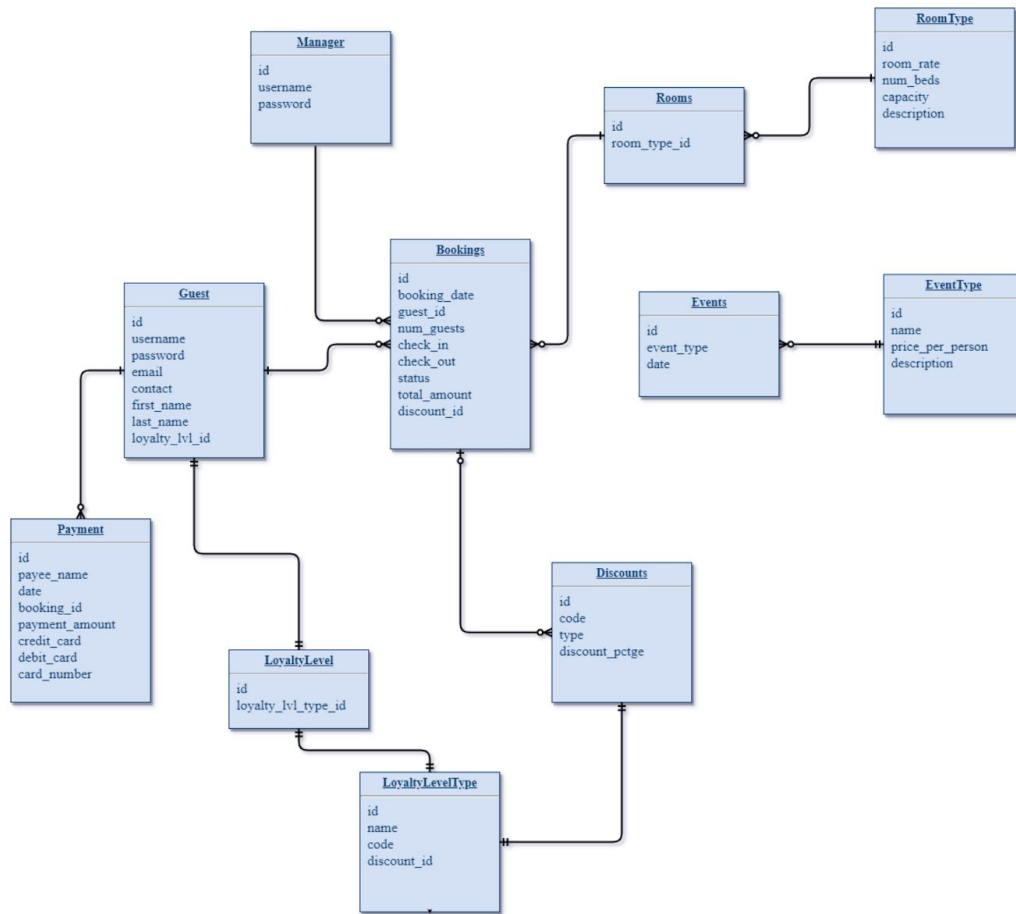 Manager
id
username
password
RoomType
id
room_rate
num_beds
capacity
description
Rooms
id
room_type_id
Bookings
id
booking_date
guest_id
num_guests
check_in
check_out
status
total_amount
discount_id
Guest
id
username
password
email
contact
first_name
last_name
loyalty_lvl_id
Events
id
event_type
date
EventType
id
name
price_per_person
description
Payment
id
payee_name
date
booking_id
payment_amount
credit_card
debit_card
card_number
Discounts
id
code
type
discount_pctge
LoyaltyLevel
id
loyalty_lvl_type_id
LoyaltyLevelType
id
name
code
discount_id